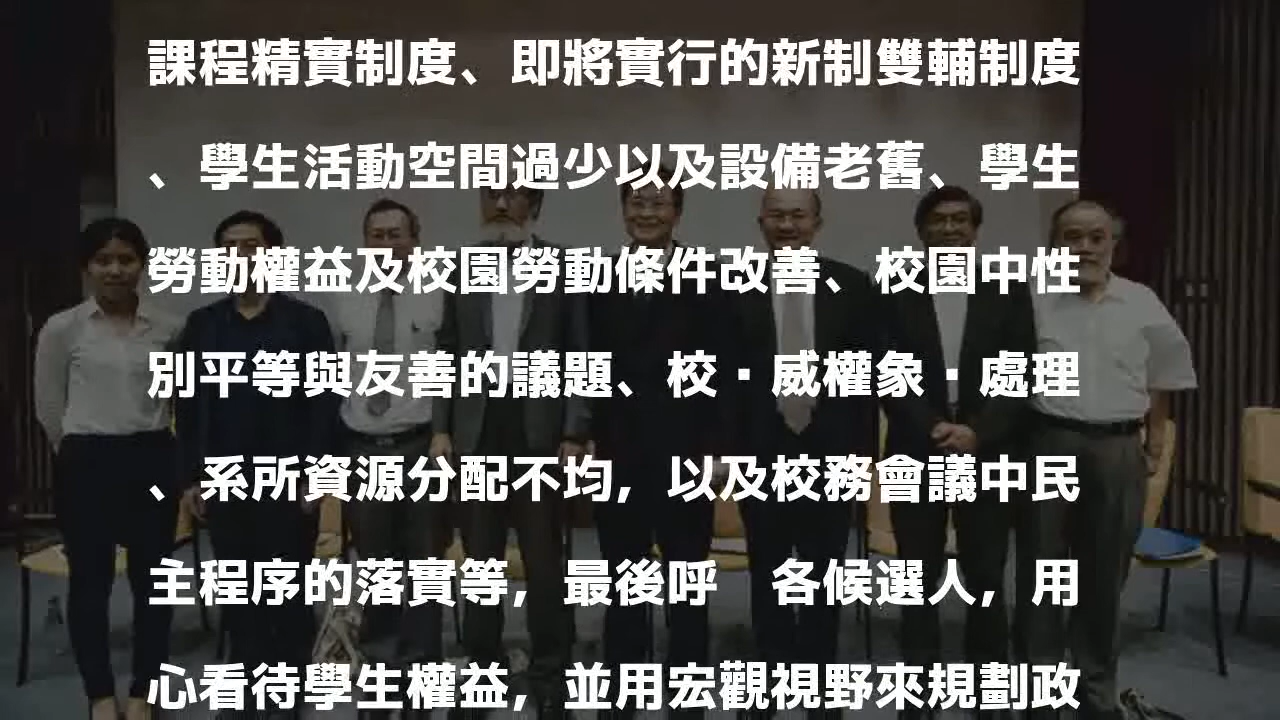 課程精實制度、即將實行的新制雙輔制度
、學生活動空間過少以及設備老舊、學生
勞動權益及校園勞動條件改善、校園中性
別平等與友善的議題、校▪威權象▪處理
、系所資源分配不均，以及校務會議中民
主程序的落實等，最後呼　各候選人，用
心看待學生權益，並用宏觀視野來規劃政